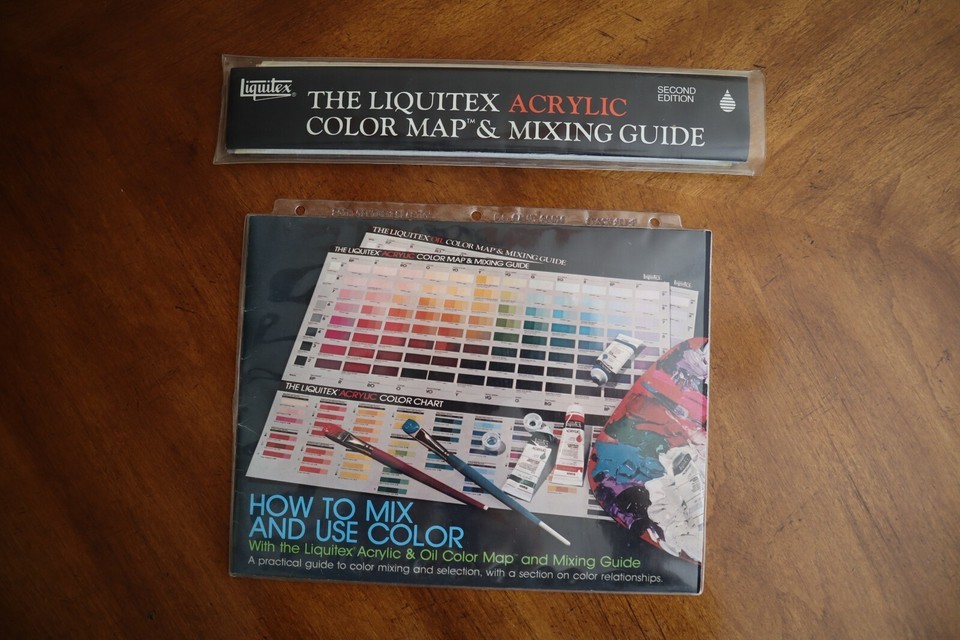 Liquitex®
THE LIQUITEX ACRYLIC
COLOR MAP™ & MIXING GUIDE
SECOND
EDITION
THE LIQUITEX OIL COLOR MAP & MIXING GUIDE
THE LIQUITEX ACRYLIC COLOR MAP & MIXING GUIDE
Liquitex
Liquitex
THE LIQUITEX ACRYLIC COLOR CHART
HOW TO MIX
AND USE COLOR
With the Liquitex Acrylic & Oil Color Map™ and Mixing Guide
A practical guide to color mixing and selection, with a section on color relationships.